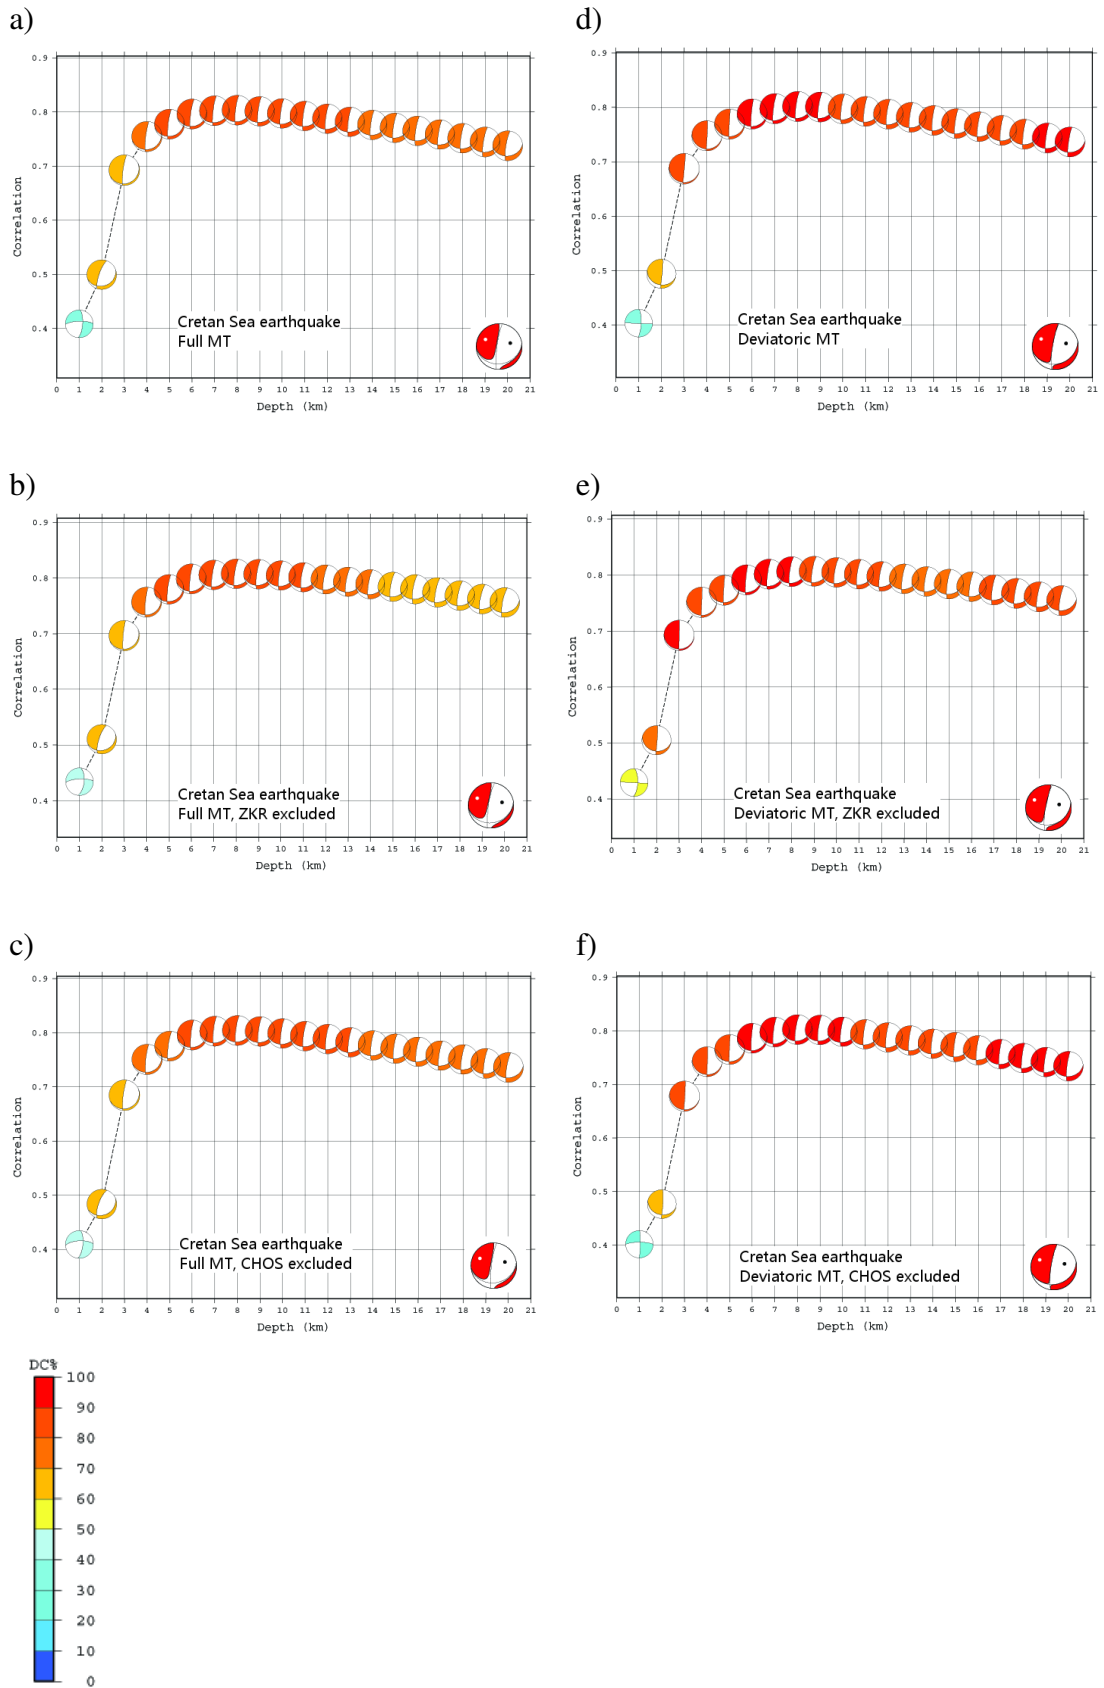 a)
0.9
0.8
0.7
0.6
0.5
0.4
Correlation
Cretan Sea earthquake
Full MT
0 1 2 3 4 5 6 7 8 9 10 11 12 13 14 15 16 17 18 19 20 21
Depth (km)
d)
0.9
0.8
0.7
0.6
0.5
0.4
Correlation
Cretan Sea earthquake
Deviatoric MT
0 1 2 3 4 5 6 7 8 9 10 11 12 13 14 15 16 17 18 19 20 21
Depth (km)
b)
0.9
0.8
0.7
0.6
0.5
0.4
Correlation
Cretan Sea earthquake
Full MT, ZKR excluded
0 1 2 3 4 5 6 7 8 9 10 11 12 13 14 15 16 17 18 19 20 21
Depth (km)
e)
0.9
0.8
0.7
0.6
0.5
0.4
Correlation
Cretan Sea earthquake
Deviatoric MT, ZKR excluded
0 1 2 3 4 5 6 7 8 9 10 11 12 13 14 15 16 17 18 19 20 21
Depth (km)
c)
0.9
0.8
0.7
0.6
0.5
0.4
Correlation
Cretan Sea earthquake
Full MT, CHOS excluded
0 1 2 3 4 5 6 7 8 9 10 11 12 13 14 15 16 17 18 19 20 21
Depth (km)
f)
0.9
0.8
0.7
0.6
0.5
0.4
Correlation
Cretan Sea earthquake
Deviatoric MT, CHOS excluded
0 1 2 3 4 5 6 7 8 9 10 11 12 13 14 15 16 17 18 19 20 21
Depth (km)
DC%
100
90
80
70
60
50
40
30
20
10
0